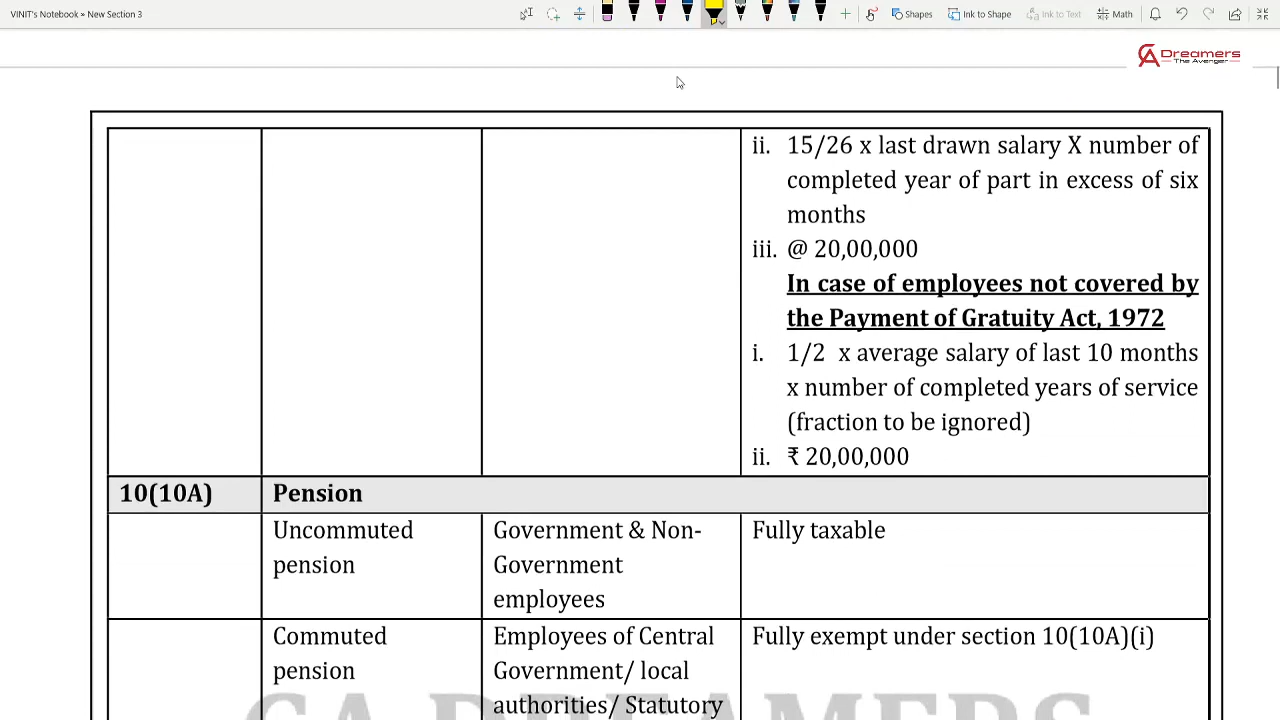 VINIT's Notebook » New Section 3
Shapes
Ink to Shape
Ink to Text
Math
CA Dreamers
The Avenger
ii. 15/26 x last drawn salary X number of
completed year of part in excess of six
months
iii. @ 20,00,000
In case of employees not covered by
the Payment of Gratuity Act, 1972
i. 1/2 x average salary of last 10 months
x number of completed years of service
(fraction to be ignored)
ii. ₹ 20,00,000
10(10A) Pension
Uncommuted
pension
Government & Non-
Government
employees
Fully taxable
Commuted
pension
Employees of Central
Government/ local
authorities/ Statutory
Fully exempt under section 10(10A)(i)
CA DREAMERS